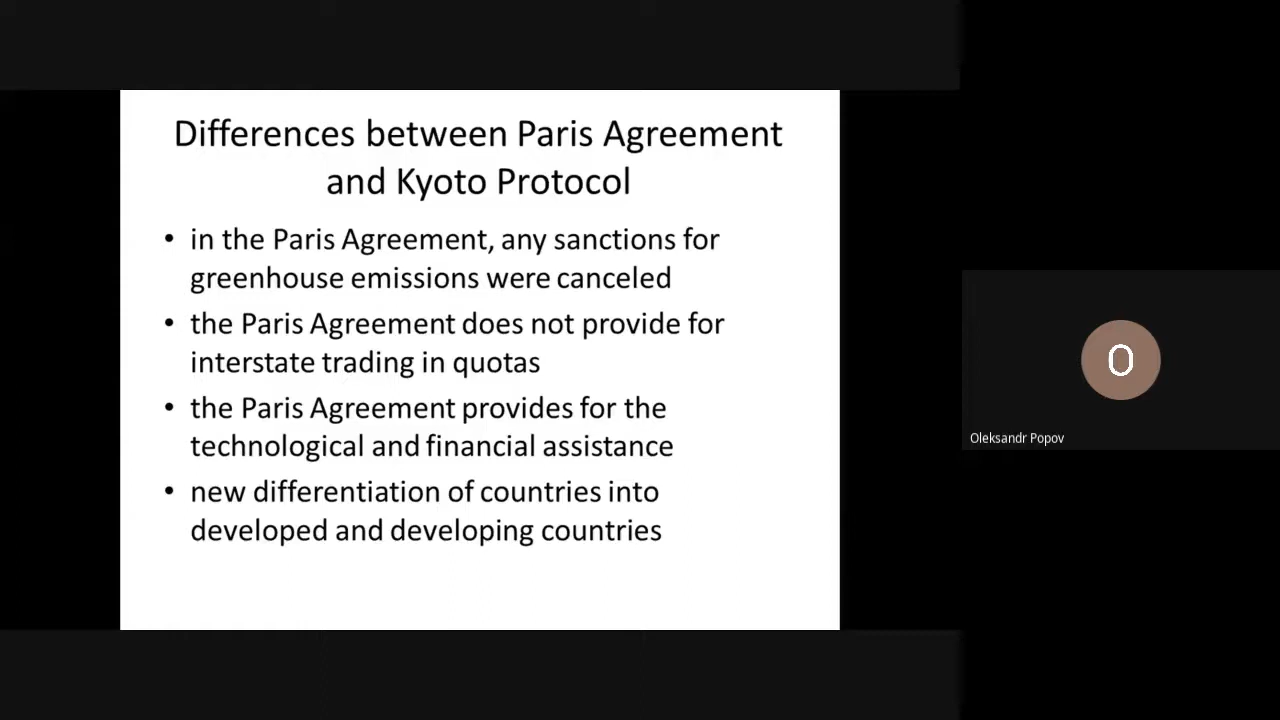 Differences between Paris Agreement
and Kyoto Protocol
• in the Paris Agreement, any sanctions for
greenhouse emissions were canceled
• the Paris Agreement does not provide for
interstate trading in quotas
• the Paris Agreement provides for the
technological and financial assistance
• new differentiation of countries into
developed and developing countries
O
Oleksandr Popov